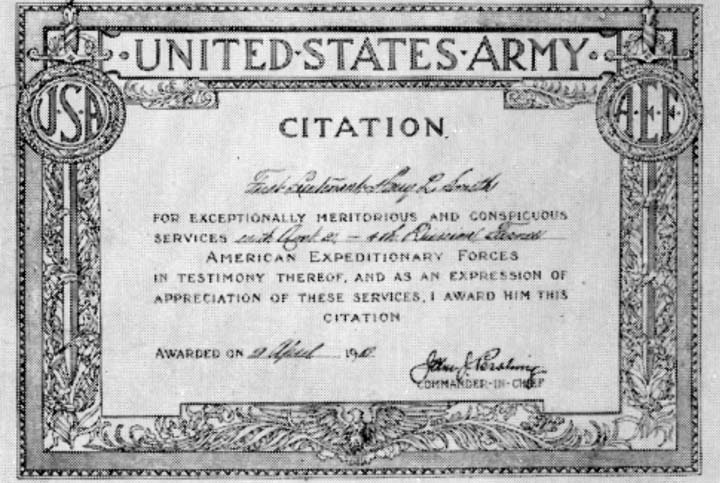 UNITED·STATES·ARMY
USA
A.E.F.
CITATION
First Lieutenant L. Smith
FOR EXCEPTIONALLY MERITORIOUS AND CONSPICUOUS
SERVICES
AMERICAN EXPEDITIONARY FORCES
IN TESTIMONY THEREOF, AND AS AN EXPRESSION OF
APPRECIATION OF THESE SERVICES, I AWARD HIM THIS
CITATION
AWARDED ON April
John J. Pershing
COMMANDER-IN-CHIEF